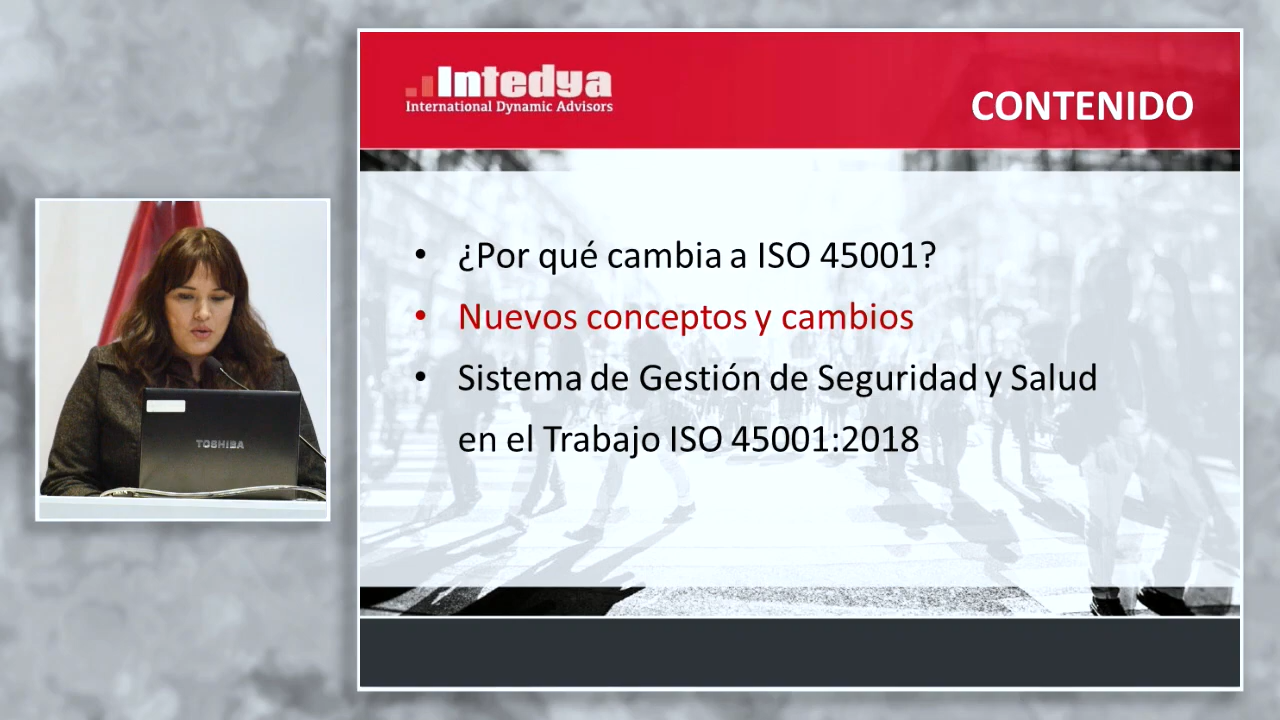 Intedya
International Dynamic Advisors
CONTENIDO
• ¿Por qué cambia a ISO 45001?
• Nuevos conceptos y cambios
• Sistema de Gestión de Seguridad y Salud
en el Trabajo ISO 45001:2018
TOSHIBA